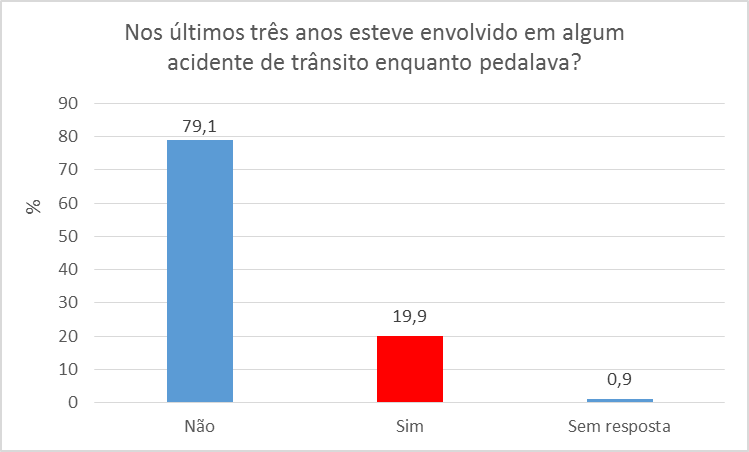 Nos últimos três anos esteve envolvido em algum
acidente de trânsito enquanto pedalava?
90
80
70
60
50
40
30
20
10
0
%
79,1
19,9
0,9
Não
Sim
Sem resposta